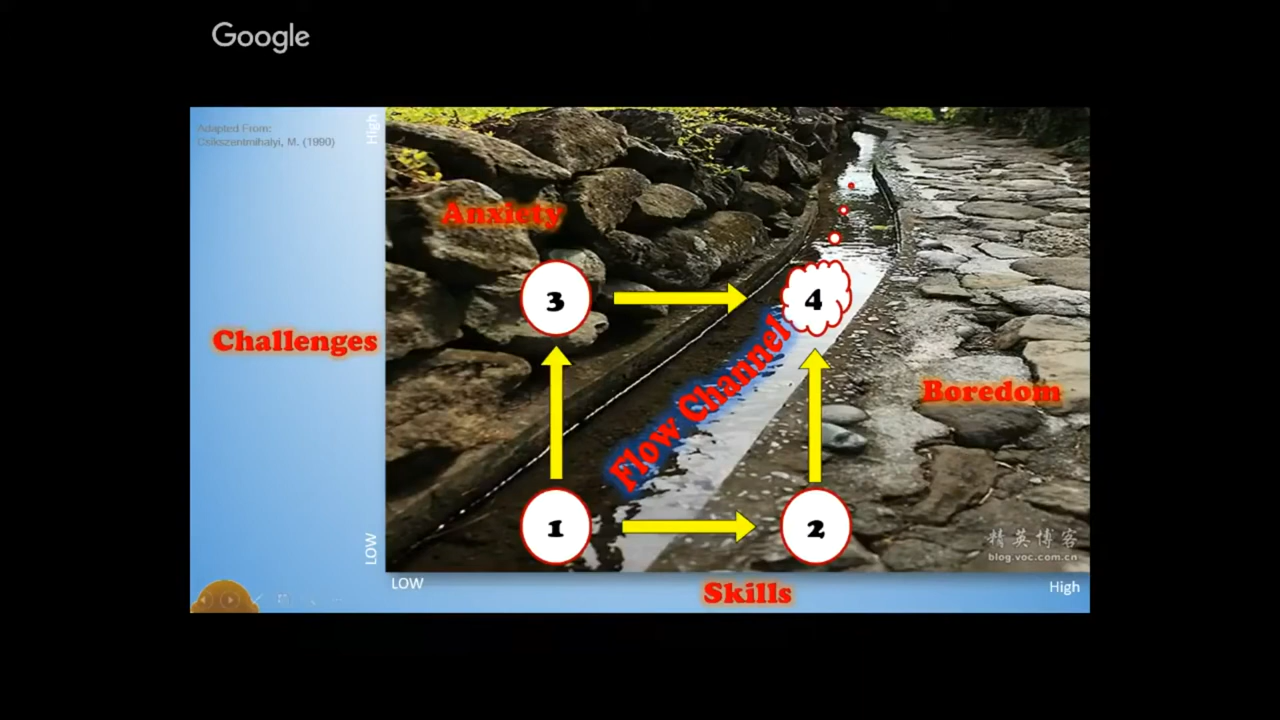 Google
Adapted From:
Csikszentmihalyi, M. (1990)
High
Anxiety
3
4
Challenges
Flow Channel
Boredom
1
2
LOW
精英博客
blog.voc.com.cn
LOW
Skills
High